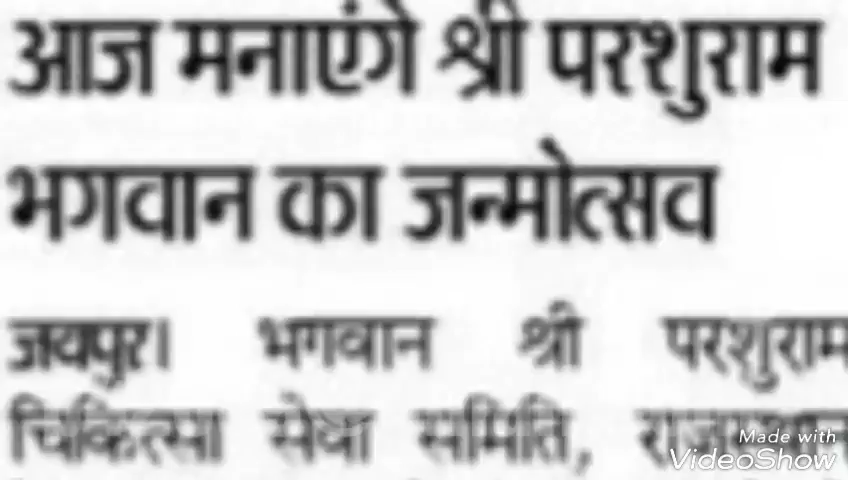 आज मनाएंगे श्री परशुराम
भगवान का जन्मोत्सव
जयपुर। भगवान श्री परशुराम
चिकित्सा सेवा समिति,
Made with
VideoShow